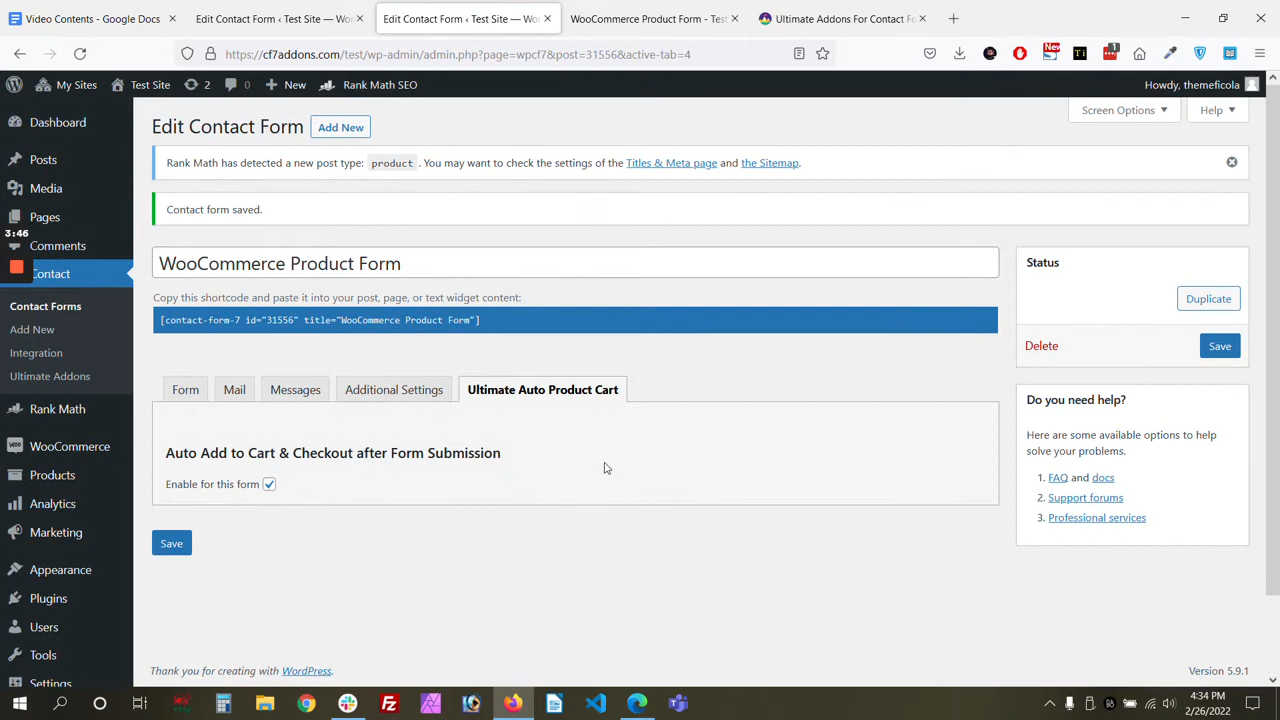 Video Contents - Google Docs
Edit Contact Form ‹ Test Site — Wo
Edit Contact Form ‹ Test Site — Wor
WooCommerce Product Form - Test
Ultimate Addons For Contact Fo
https://cf7addons.com/test/wp-admin/admin.php?page=wpcf7&post=31556&active-tab=4
New
1
Ti
My Sites
Test Site
2
0
New
Rank Math SEO
Howdy, themeficola
Screen Options
Help
Dashboard
Posts
Media
Pages
3:46
Comments
Contact
Contact Forms
Add New
Integration
Ultimate Addons
Rank Math
WooCommerce
Products
Analytics
Marketing
Appearance
Plugins
Users
Tools
Settings
Edit Contact Form
Add New
Rank Math has detected a new post type: product . You may want to check the settings of the Titles & Meta page and the Sitemap.
Contact form saved.
WooCommerce Product Form
Copy this shortcode and paste it into your post, page, or text widget content:
[contact-form-7 id="31556" title="WooCommerce Product Form"]
Form
Mail
Messages
Additional Settings
Ultimate Auto Product Cart
Auto Add to Cart & Checkout after Form Submission
Enable for this form
Save
Status
Duplicate
Delete
Save
Do you need help?
Here are some available options to help
solve your problems.
1. FAQ and docs
2. Support forums
3. Professional services
Thank you for creating with WordPress.
Version 5.9.1
4:34 PM
2/26/2022